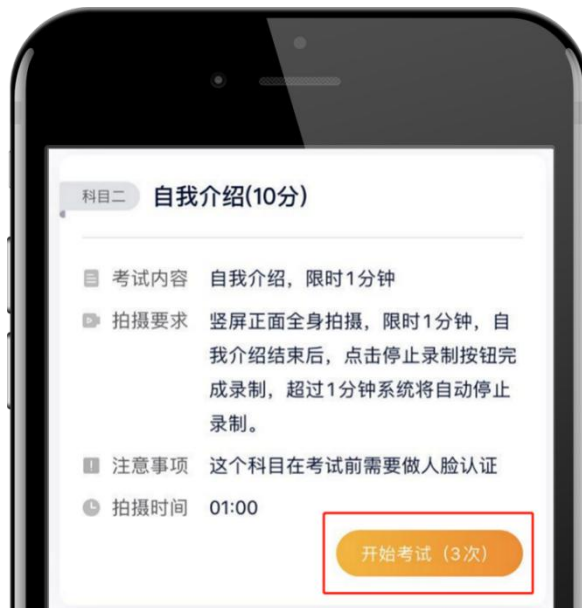 科目二 自我介绍(10分)
考试内容 自我介绍，限时1分钟
拍摄要求 竖屏正面全身拍摄，限时1分钟，自
我介绍结束后，点击停止录制按钮完
成录制，超过1分钟系统将自动停止
录制。
注意事项 这个科目在考试前需要做人脸认证
拍摄时间 01:00
开始考试（3次）